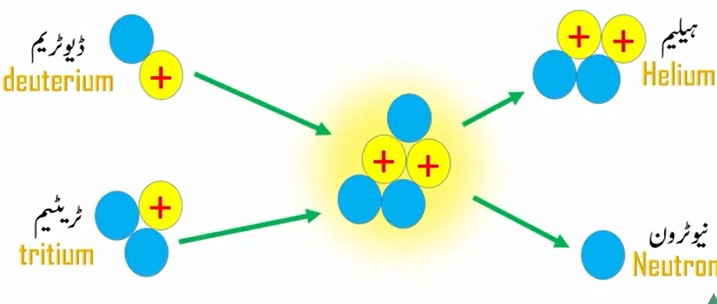 ڈیوٹریم
deuterium
+
ٹریٹیم
tritium
+
+ +
+ +
ہیلیم
Helium
نیوٹرون
Neutron